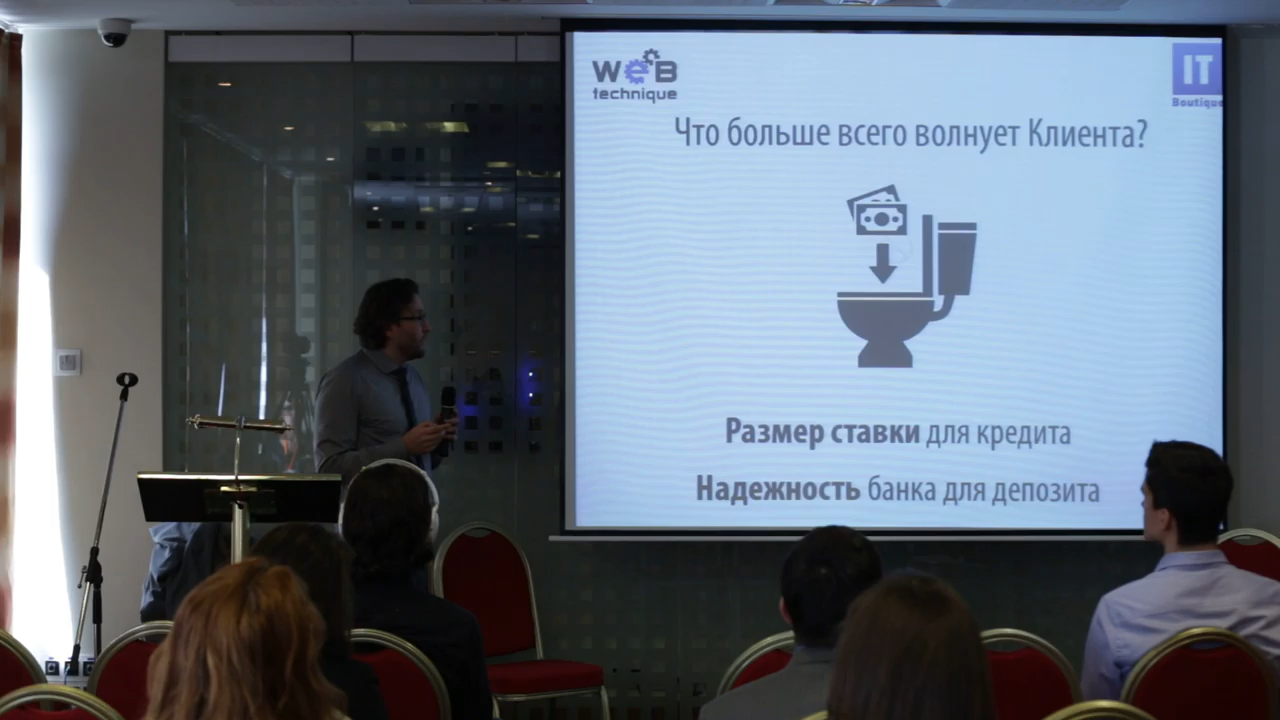 WeB
technique
IT
Boutique
Что больше всего волнует Клиента?
Размер ставки для кредита
Надежность банка для депозита